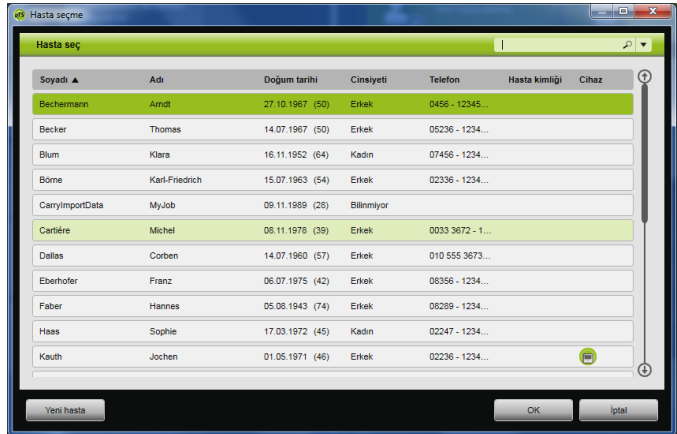 eTS Hasta seçme
Hasta seç
Soyadı ▲ Adı Doğum tarihi Cinsiyeti Telefon Hasta kimliği Cihaz
Bechermann Arndt 27.10.1967 (50) Erkek 0456 - 12345...
Becker Thomas 14.07.1967 (50) Erkek 05236 - 1234...
Blum Klara 16.11.1952 (64) Kadın 07456 - 1234...
Börne Karl-Friedrich 15.07.1963 (54) Erkek 02336 - 1234...
CarryImportData MyJob 09.11.1989 (28) Bilinmiyor
Cartiére Michel 08.11.1978 (39) Erkek 0033 3672 - 1...
Dallas Corben 14.07.1960 (57) Erkek 010 555 3673...
Eberhofer Franz 06.07.1975 (42) Erkek 08356 - 1234...
Faber Hannes 05.08.1943 (74) Erkek 08289 - 1234...
Haas Sophie 17.03.1972 (45) Kadın 02247 - 1234...
Kauth Jochen 01.05.1971 (46) Erkek 02236 - 1234...
Yeni hasta OK İptal